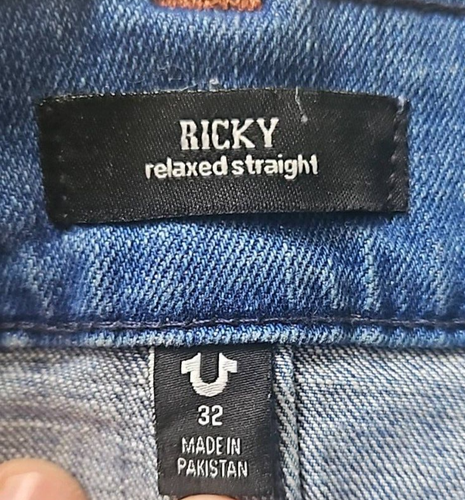 RICKY
relaxed straight
32
MADE IN
PAKISTAN